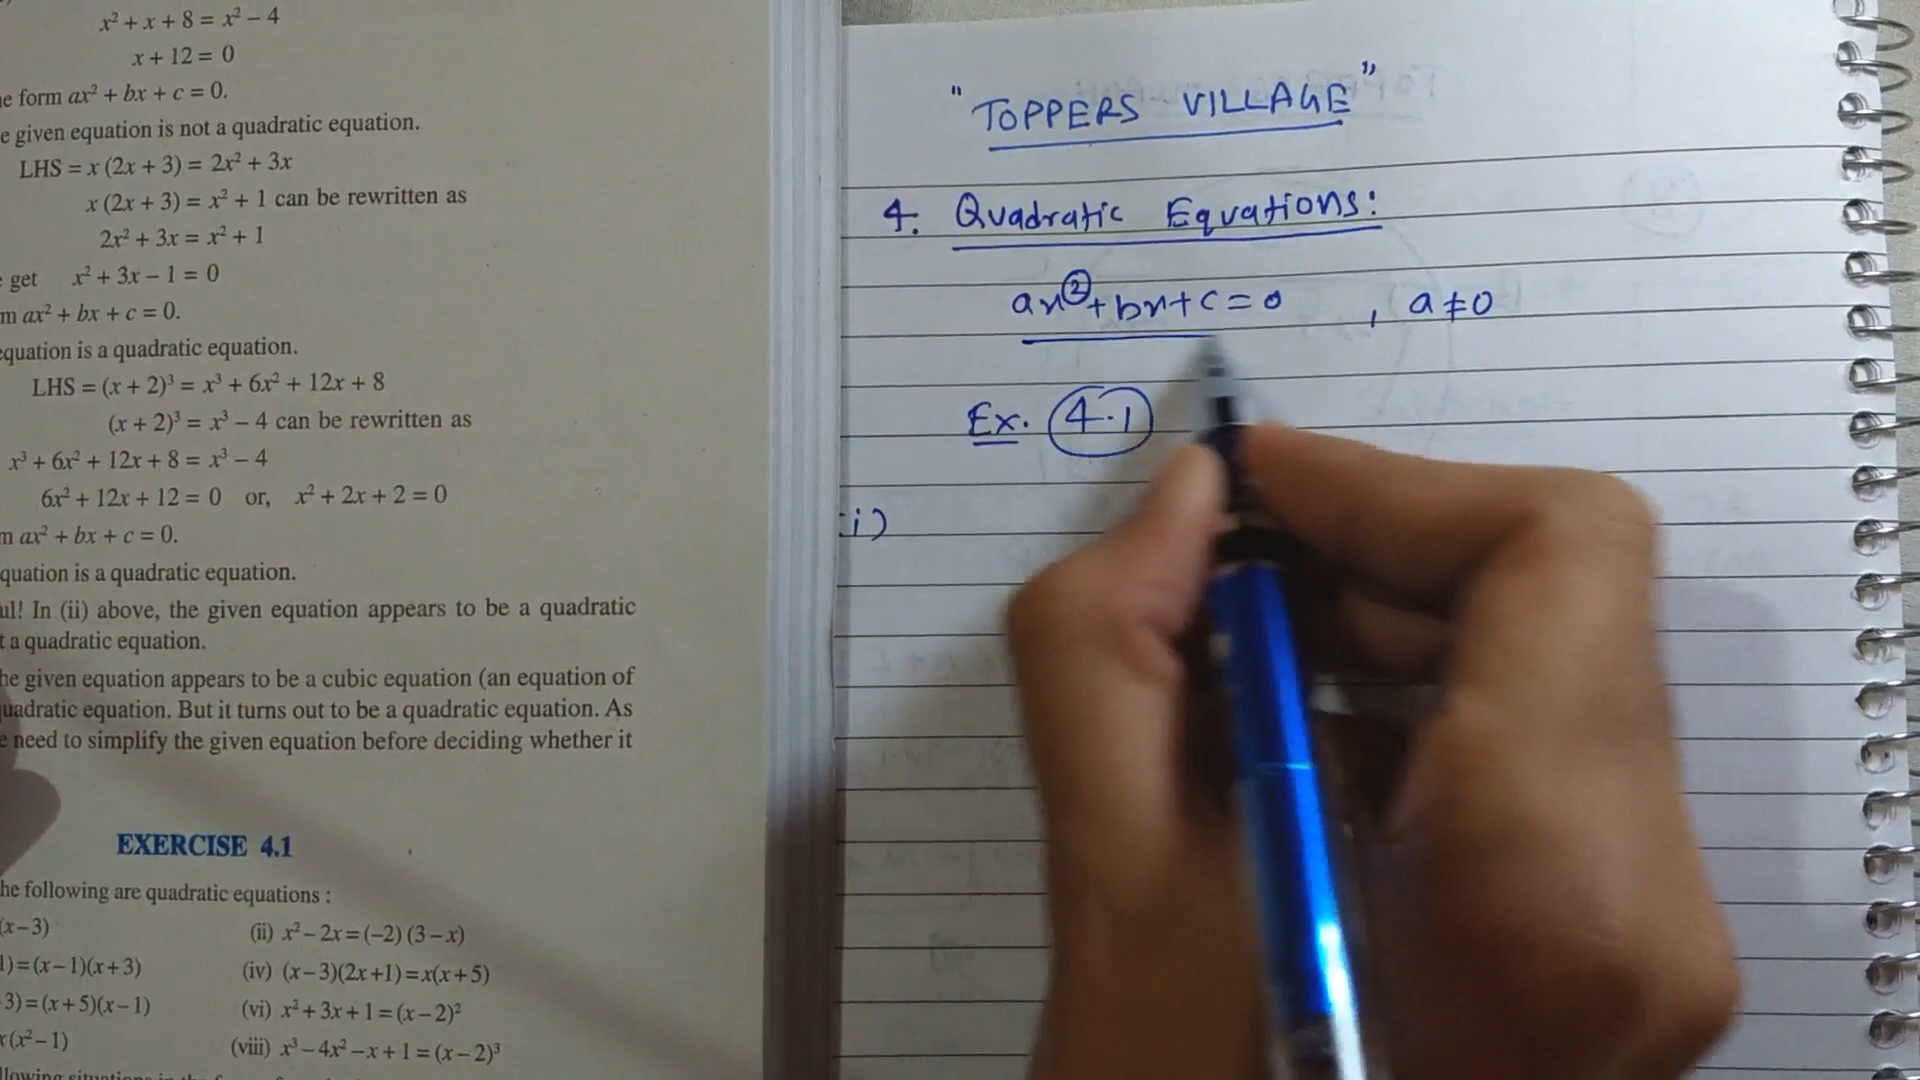 x² + x + 8 = x² – 4
x + 12 = 0
form ax² + bx + c = 0.
given equation is not a quadratic equation.
LHS = x (2x + 3) = 2x² + 3x
x (2x + 3) = x² + 1 can be rewritten as
2x² + 3x = x² + 1
get x² + 3x – 1 = 0
ax² + bx + c = 0.
equation is a quadratic equation.
LHS = (x + 2)³ = x³ + 6x² + 12x + 8
(x + 2)³ = x³ – 4 can be rewritten as
x³ + 6x² + 12x + 8 = x³ – 4
6x² + 12x + 12 = 0 or, x² + 2x + 2 = 0
ax² + bx + c = 0.
quation is a quadratic equation.
ul! In (ii) above, the given equation appears to be a quadratic
t a quadratic equation.
he given equation appears to be a cubic equation (an equation of
uadratic equation. But it turns out to be a quadratic equation. As
e need to simplify the given equation before deciding whether it
EXERCISE 4.1
he following are quadratic equations :
(x–3) (ii) x² – 2x = (–2) (3 – x)
1)=(x–1)(x+3) (iv) (x–3)(2x+1)=x(x+5)
3)=(x+5)(x–1) (vi) x² + 3x + 1 = (x – 2)²
(x² – 1) (viii) x³ – 4x² – x + 1 = (x – 2)³
"TOPPERS VILLAGE"
4. Quadratic Equations:
ax² + bx + c = 0 , a ≠ 0
Ex. 4.1
i)